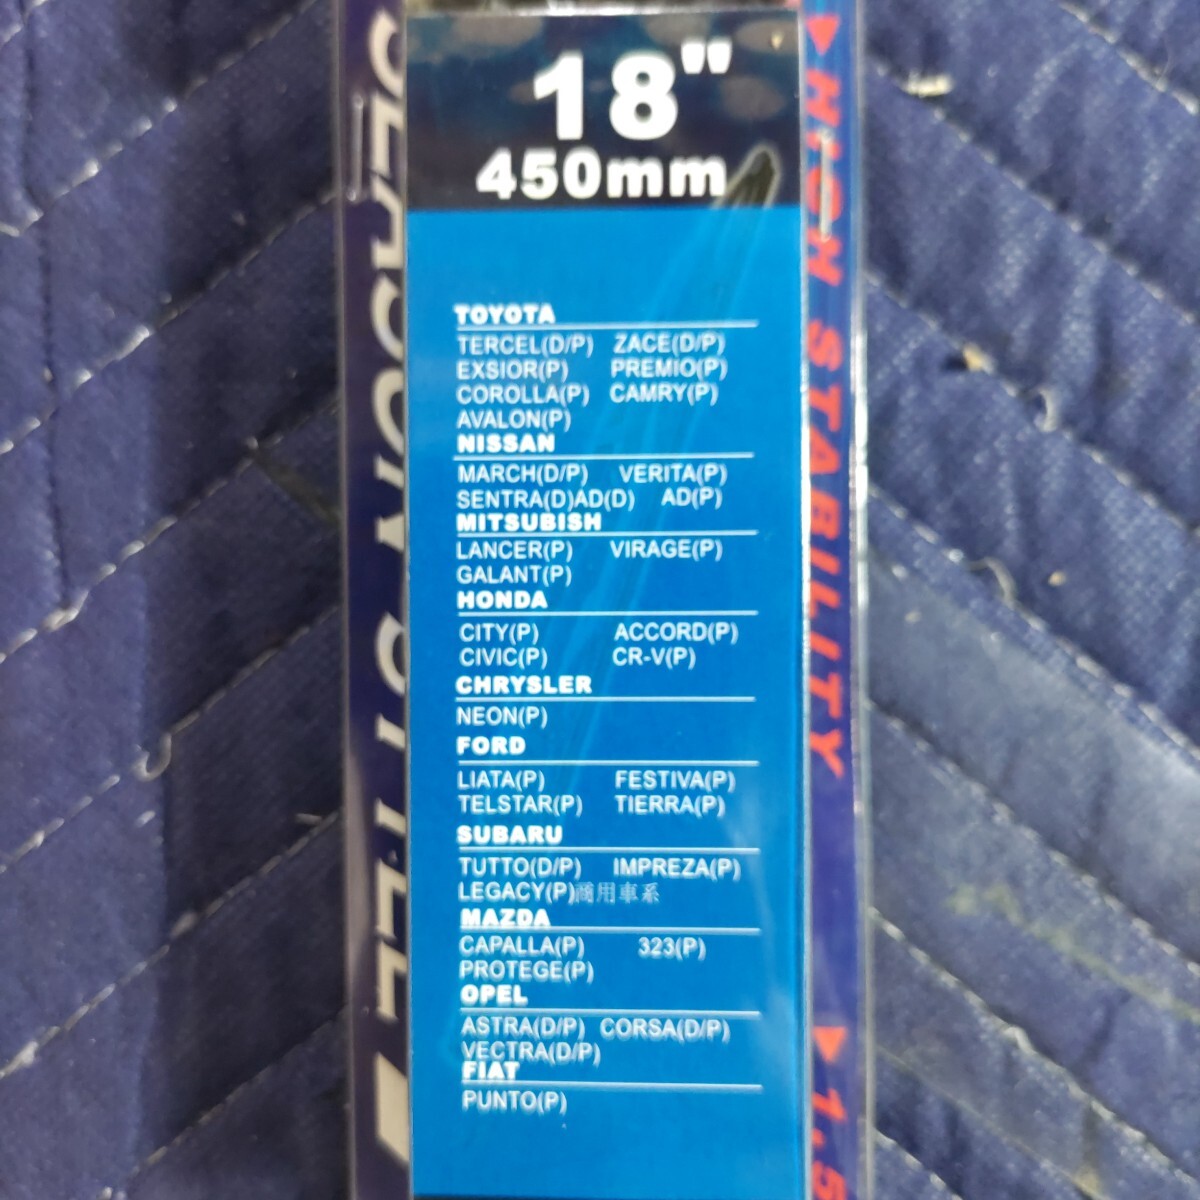 18"
450mm
TOYOTA
TERCEL(D/P) ZACE(D/P)
EXSIOR(P) PREMIO(P)
COROLLA(P) CAMRY(P)
AVALON(P)
NISSAN
MARCH(D/P) VERITA(P)
SENTRA(D)AD(D) AD(P)
MITSUBISH
LANCER(P) VIRAGE(P)
GALANT(P)
HONDA
CITY(P) ACCORD(P)
CIVIC(P) CR-V(P)
CHRYSLER
NEON(P)
FORD
LIATA(P) FESTIVA(P)
TELSTAR(P) TIERRA(P)
SUBARU
TUTTO(D/P) IMPREZA(P)
LEGACY(P)商用車系
MAZDA
CAPALLA(P) 323(P)
PROTEGE(P)
OPEL
ASTRA(D/P) CORSA(D/P)
VECTRA(D/P)
FIAT
PUNTO(P)
HIGH STABILITY
1.5